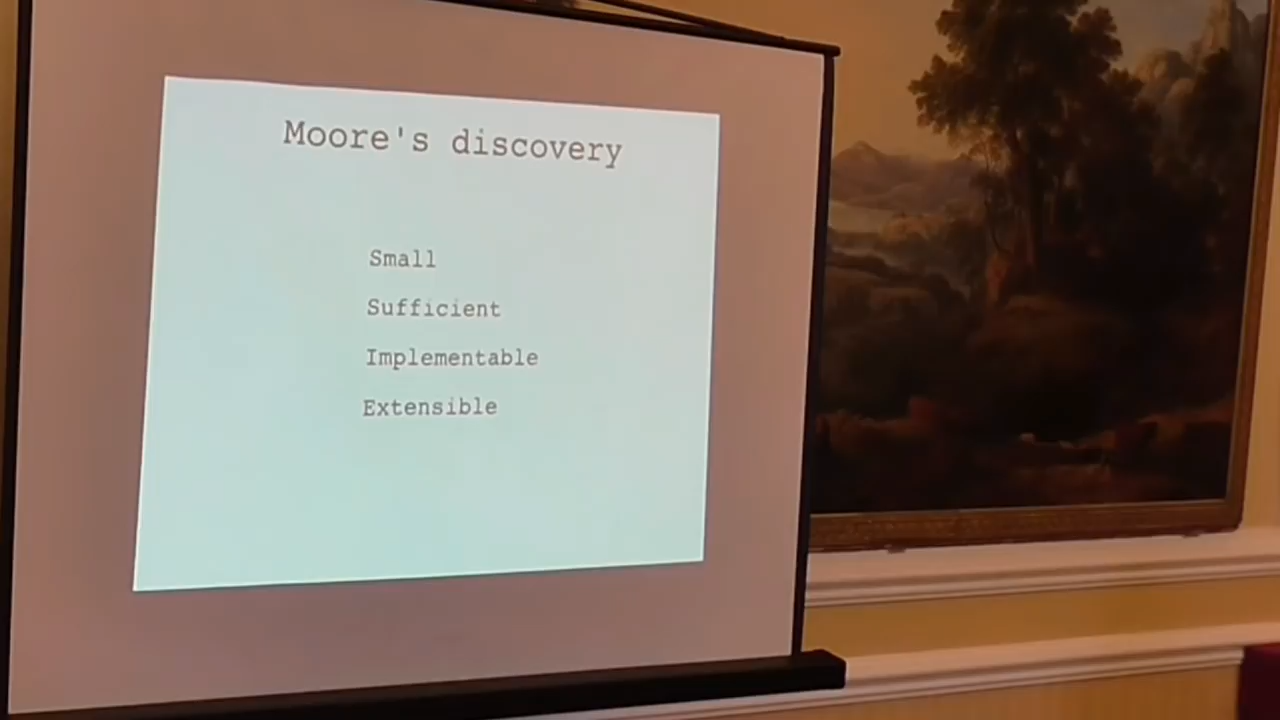 Moore's discovery
Small
Sufficient
Implementable
Extensible